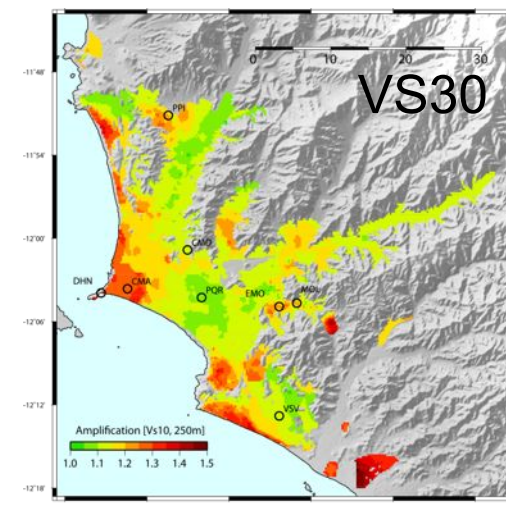 0 10 20 30
VS30
-11'48'
-11'54'
-12'00'
-12'06'
-12'12'
-12'18'
PPI
CMO
DHN
CMA
PQR
EMO
MOL
VSV
Amplification [Vs10, 250m]
1.0 1.1 1.2 1.3 1.4 1.5